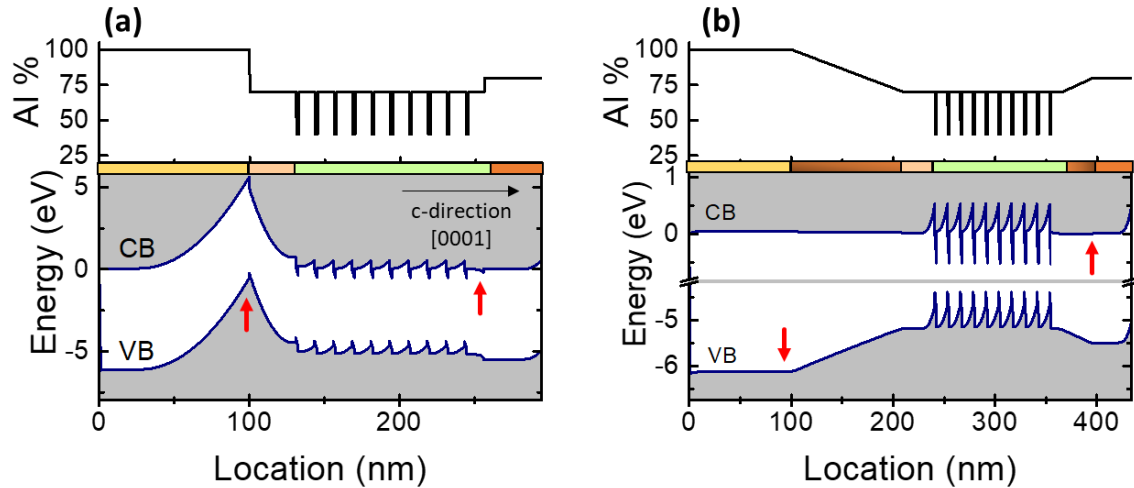 (a)
Al %
100
75
50
25
Energy (eV)
5
0
-5
CB
VB
c-direction
[0001]
0
100
200
Location (nm)
(b)
Al %
100
75
50
25
Energy (eV)
1
0
-5
-6
CB
VB
0
100
200
300
400
Location (nm)